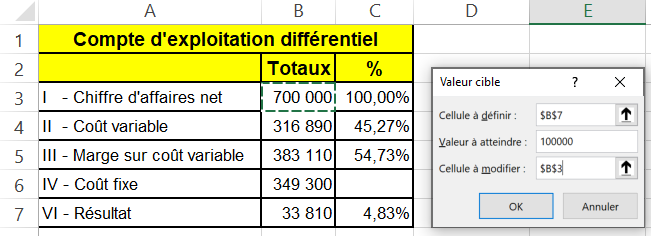 A B C D E
1 Compte d'exploitation différentiel
2 Totaux %
3 I - Chiffre d'affaires net 700 000 100,00%
4 II - Coût variable 316 890 45,27%
5 III - Marge sur coût variable 383 110 54,73%
6 IV - Coût fixe 349 300
7 VI - Résultat 33 810 4,83%
Valeur cible ? ×
Cellule à définir : $B$7
Valeur à atteindre : 100000
Cellule à modifier : $B$3
OK Annuler